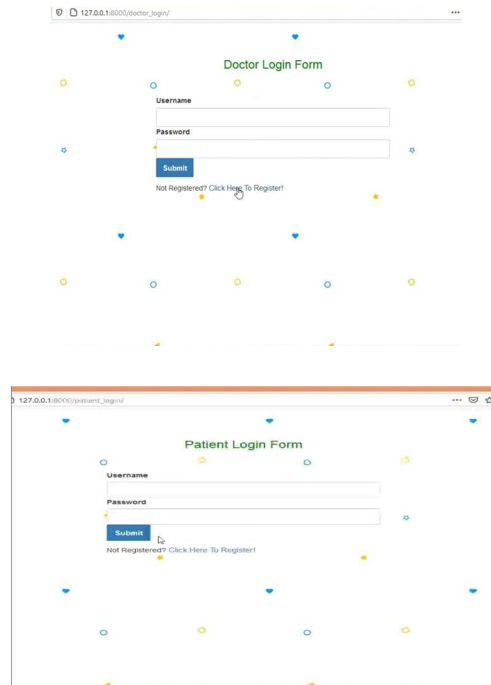 127.0.0.1:8000/doctor_login/
Doctor Login Form
Username
Password
Submit
Not Registered? Click Here To Register!
127.0.0.1:8000/patient_login/
Patient Login Form
Username
Password
Submit
Not Registered? Click Here To Register!